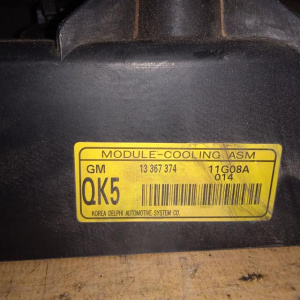 MODULE-COOLING ASM
GM 13 367 374 11G08A
QK5 014
KOREA DELPHI AUTOMOTIVE SYSTEM CO.